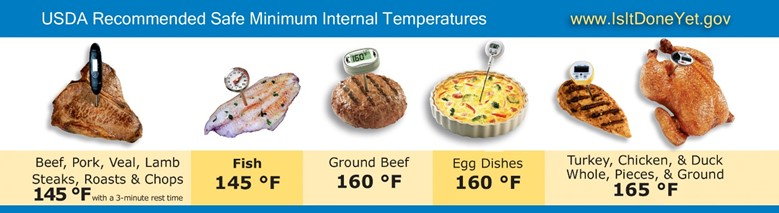 USDA Recommended Safe Minimum Internal Temperatures
www.IsItDoneYet.gov
160°F
Beef, Pork, Veal, Lamb
Steaks, Roasts & Chops
145 °F with a 3-minute rest time
Fish
145 °F
Ground Beef
160 °F
Egg Dishes
160 °F
Turkey, Chicken, & Duck
Whole, Pieces, & Ground
165 °F